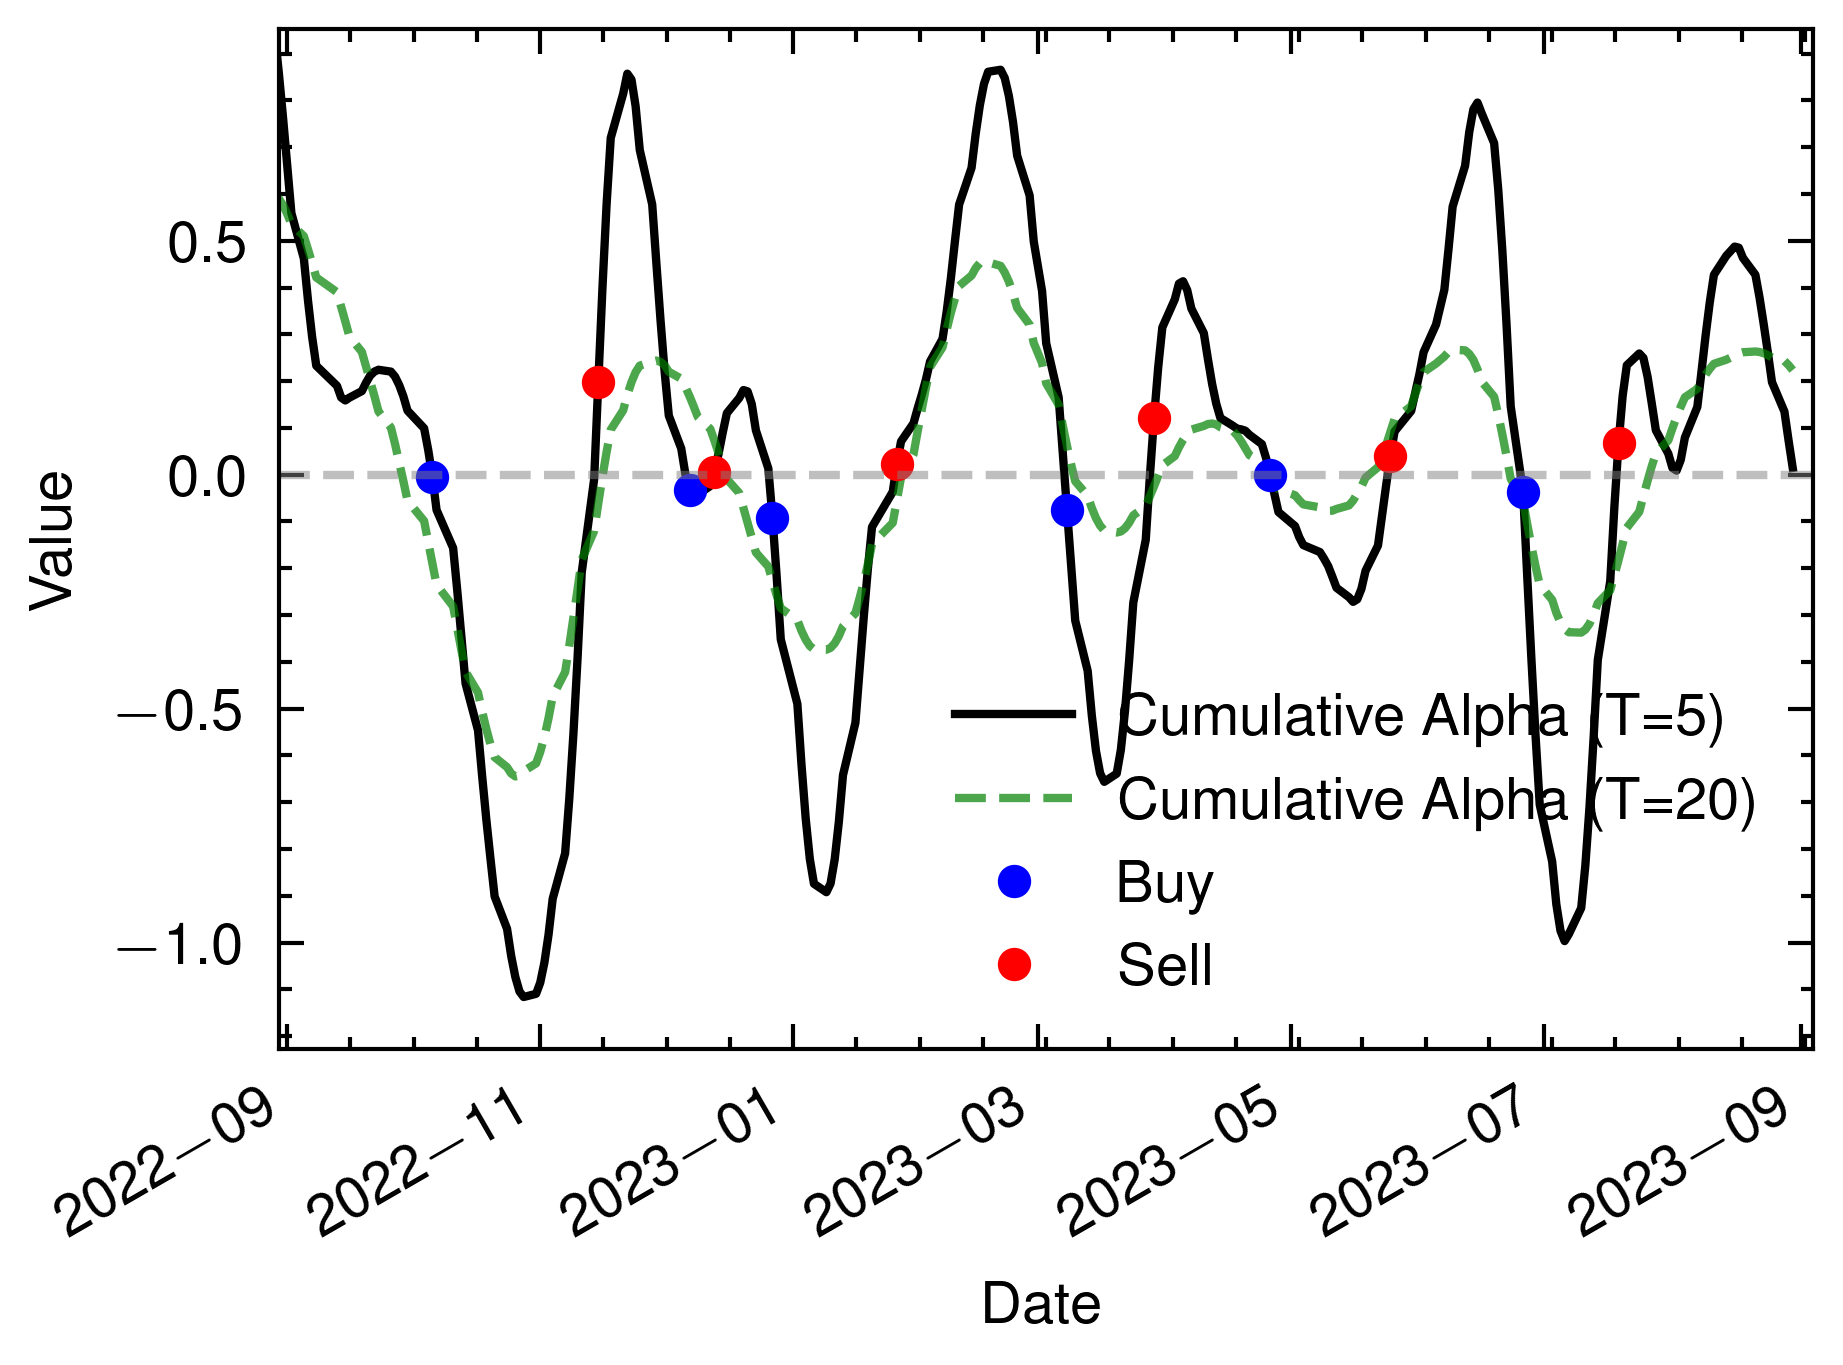 0.5
0.0
−0.5
−1.0
Value
Cumulative Alpha (T=5)
Cumulative Alpha (T=20)
Buy
Sell
2022−09
2022−11
2023−01
2023−03
2023−05
2023−07
2023−09
Date